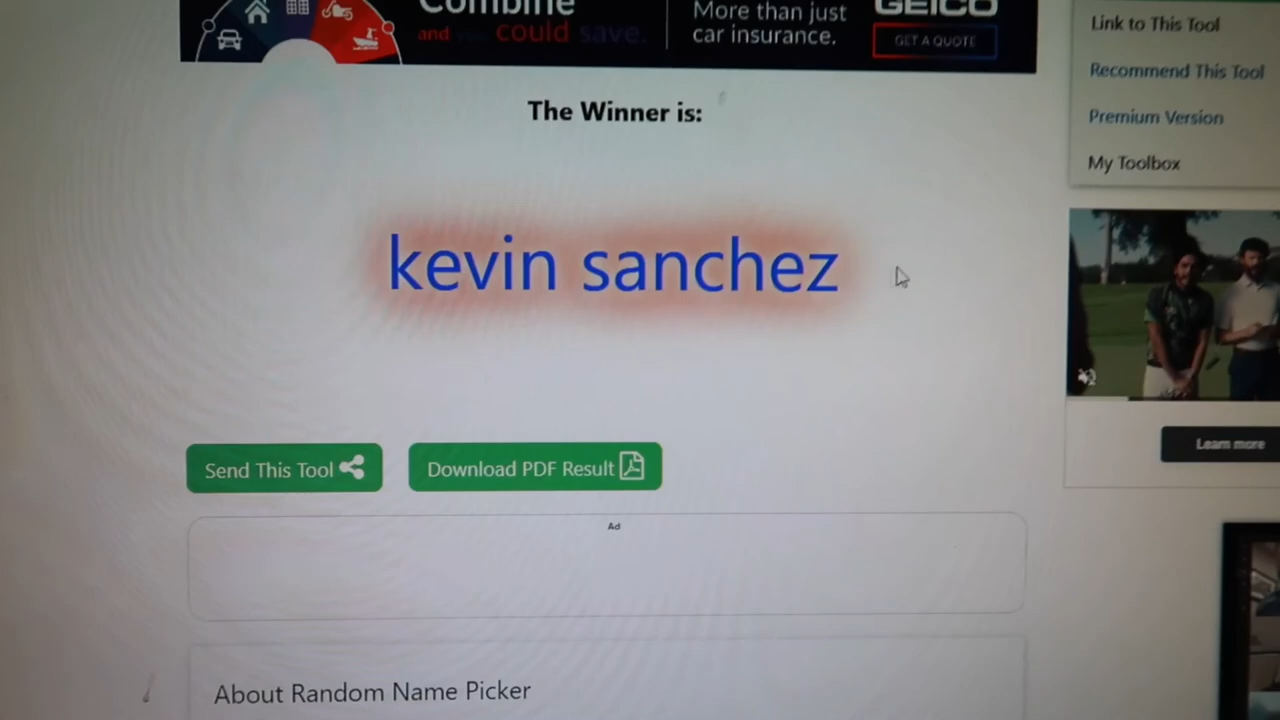 Combine
and you could save.
More than just
car insurance.
GEICO
GET A QUOTE
Link to This Tool
Recommend This Tool
Premium Version
My Toolbox
The Winner is:
kevin sanchez
Learn more
Send This Tool
Download PDF Result
Ad
About Random Name Picker